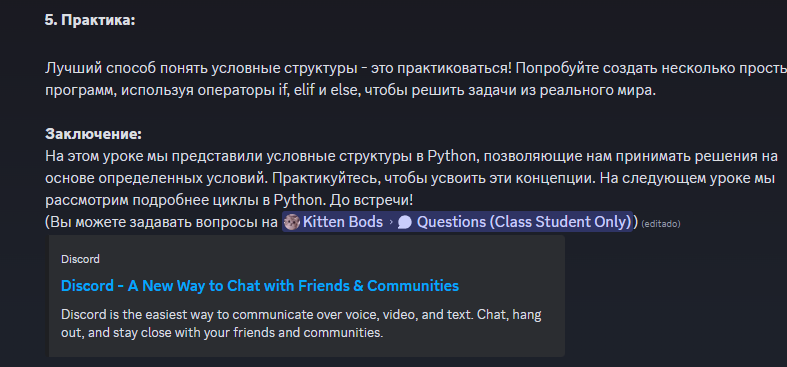 5. Практика:
Лучший способ понять условные структуры - это практиковаться! Попробуйте создать несколько
программ, используя операторы if, elif и else, чтобы решить задачи из реального мира.
Заключение:
На этом уроке мы представили условные структуры в Python, позволяющие нам принимать решения на
основе определенных условий. Практикуйтесь, чтобы усвоить эти концепции. На следующем уроке мы
рассмотрим подробнее циклы в Python. До встречи!
(Вы можете задавать вопросы на Kitten Bods › Questions (Class Student Only)) (editado)
Discord
Discord - A New Way to Chat with Friends & Communities
Discord is the easiest way to communicate over voice, video, and text. Chat, hang
out, and stay close with your friends and communities.